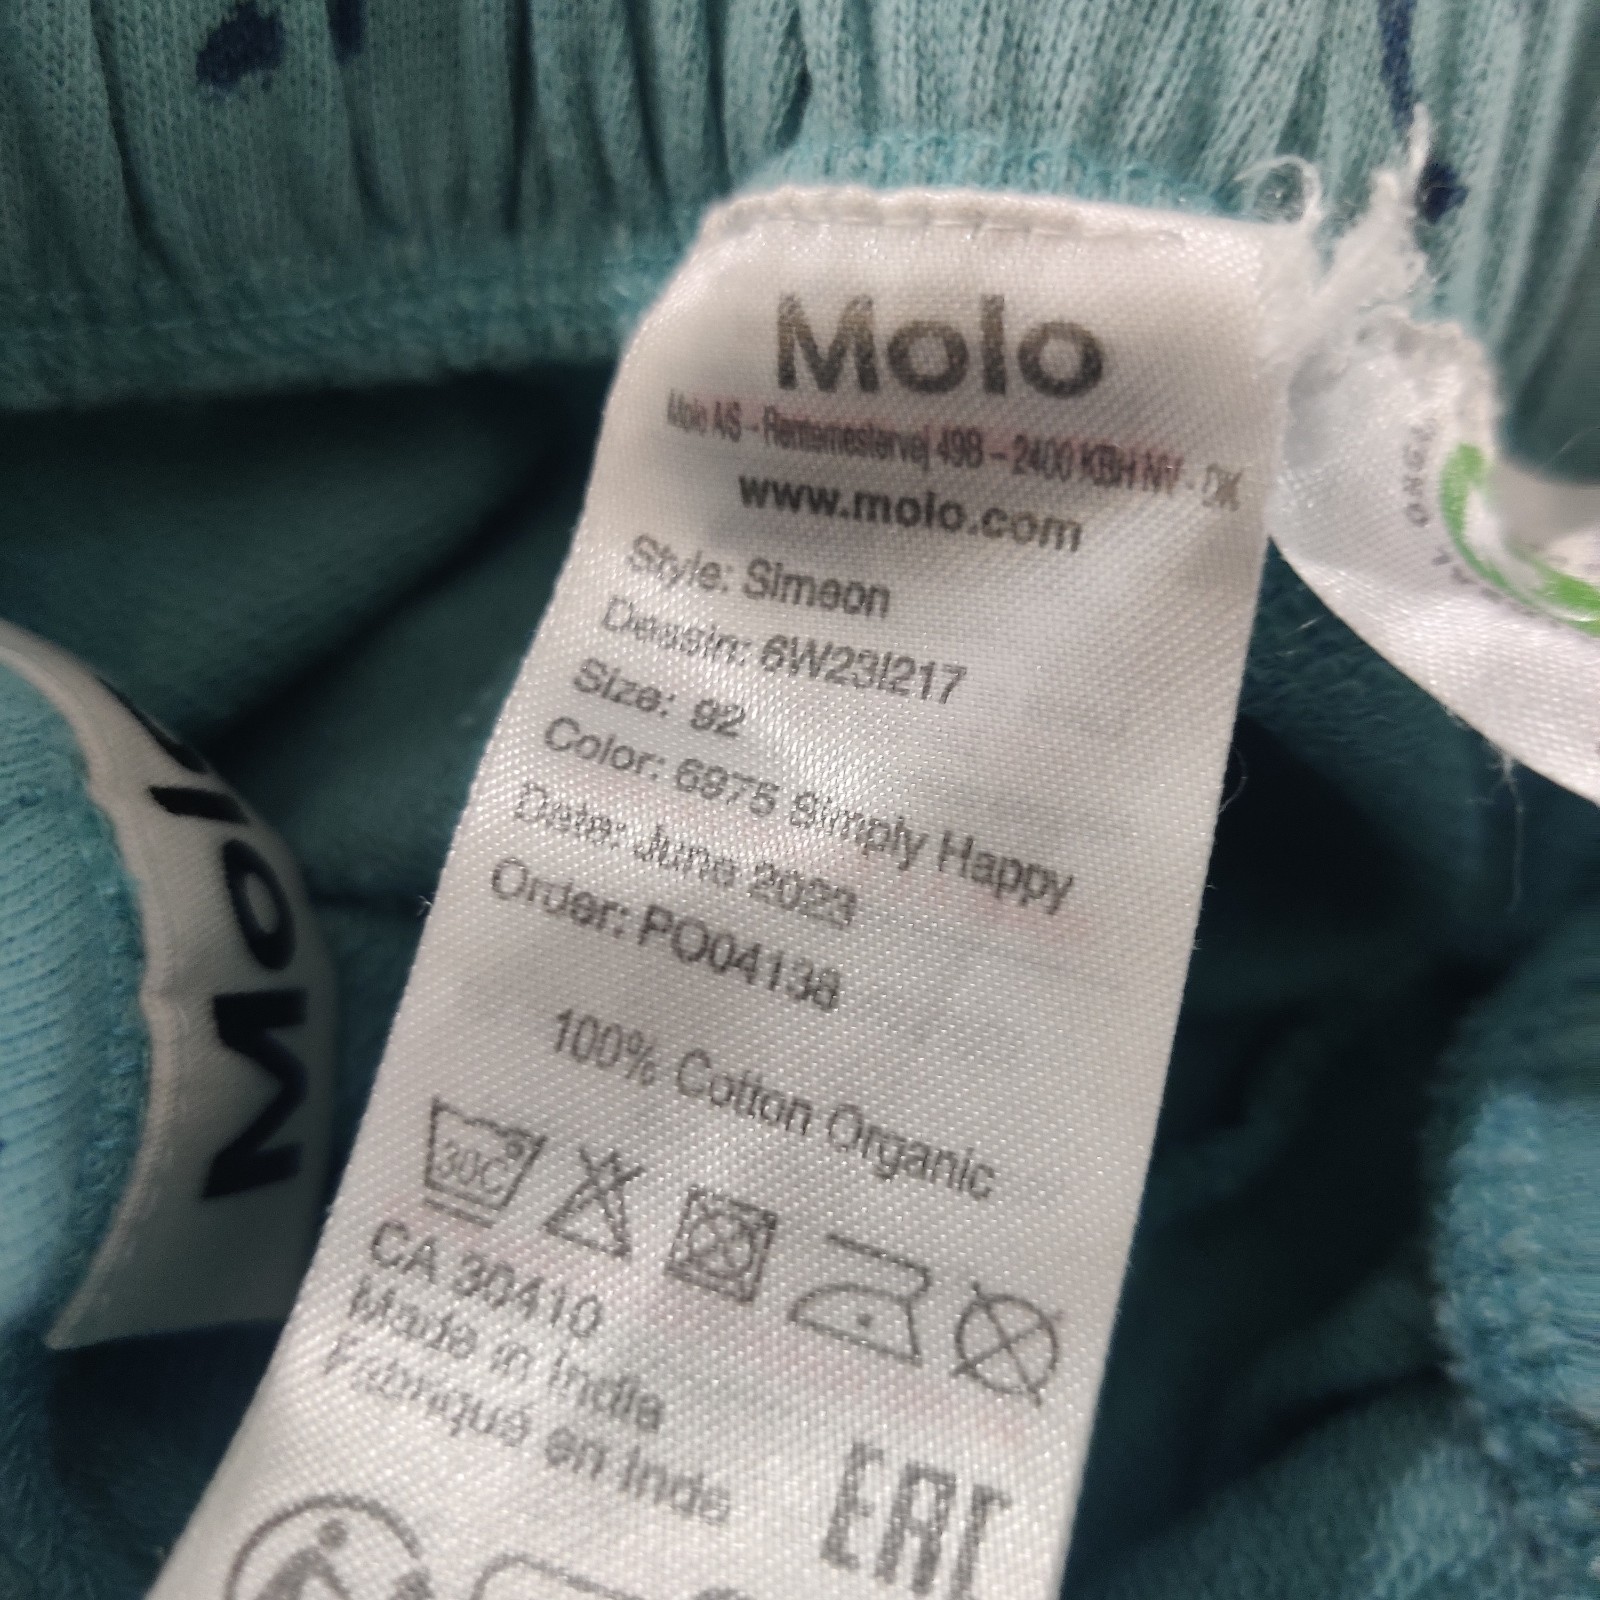 Molo
Molo A/S - Rentemestervej 49B - 2400 KBH NV - DK
www.molo.com
Style: Simeon
Dessin: 6W23I217
Size: 92
Color: 6975 Simply Happy
Date: June 2023
Order: PO04138
100% Cotton Organic
30C
CA 30410
Made in India
Fabriqué en Inde
EAC
Molo